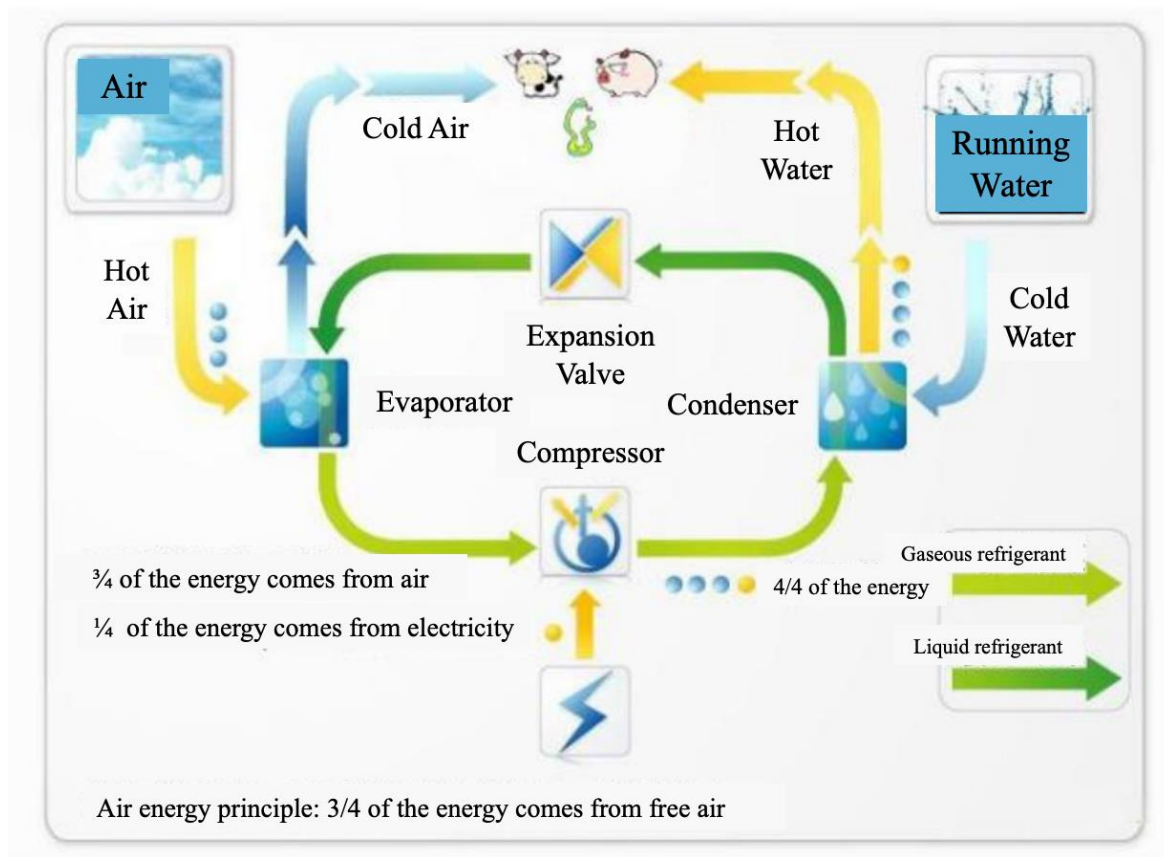 Air
Cold Air
Hot
Water
Running
Water
Hot
Air
Cold
Water
Expansion
Valve
Evaporator
Condenser
Compressor
¾ of the energy comes from air
¼ of the energy comes from electricity
4/4 of the energy
Gaseous refrigerant
Liquid refrigerant
Air energy principle: 3/4 of the energy comes from free air